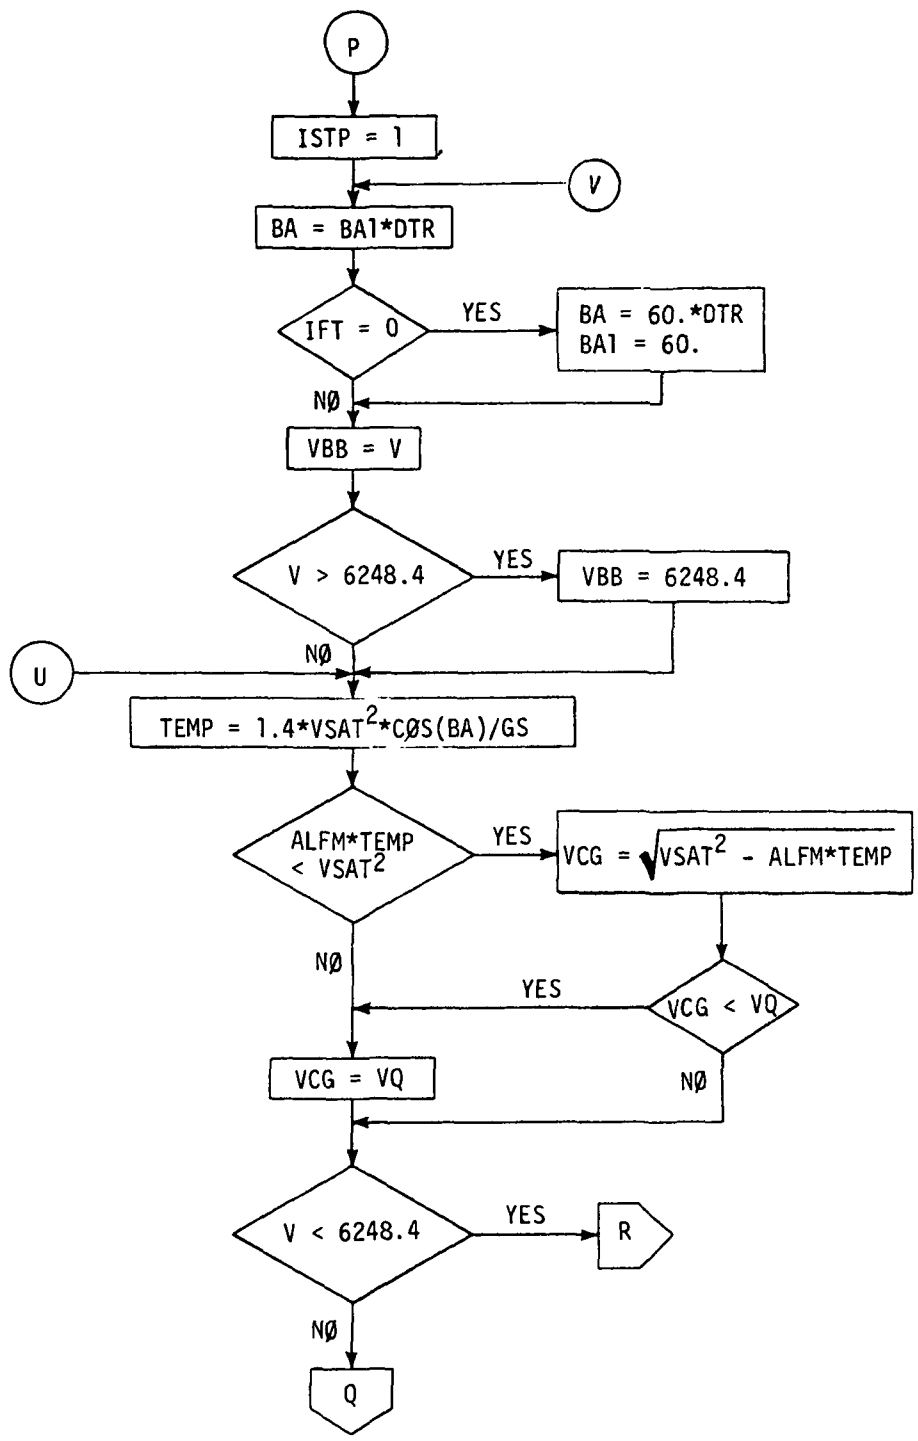 P
ISTP = 1
V
BA = BA1*DTR
IFT = 0
YES
BA = 60.*DTR
BA1 = 60.
NØ
VBB = V
V > 6248.4
YES
VBB = 6248.4
NØ
U
TEMP = 1.4*VSAT²*CØS(BA)/GS
ALFM*TEMP
< VSAT²
YES
VCG = √VSAT² - ALFM*TEMP
NØ
YES
VCG < VQ
VCG = VQ
NØ
V < 6248.4
YES
R
NØ
Q